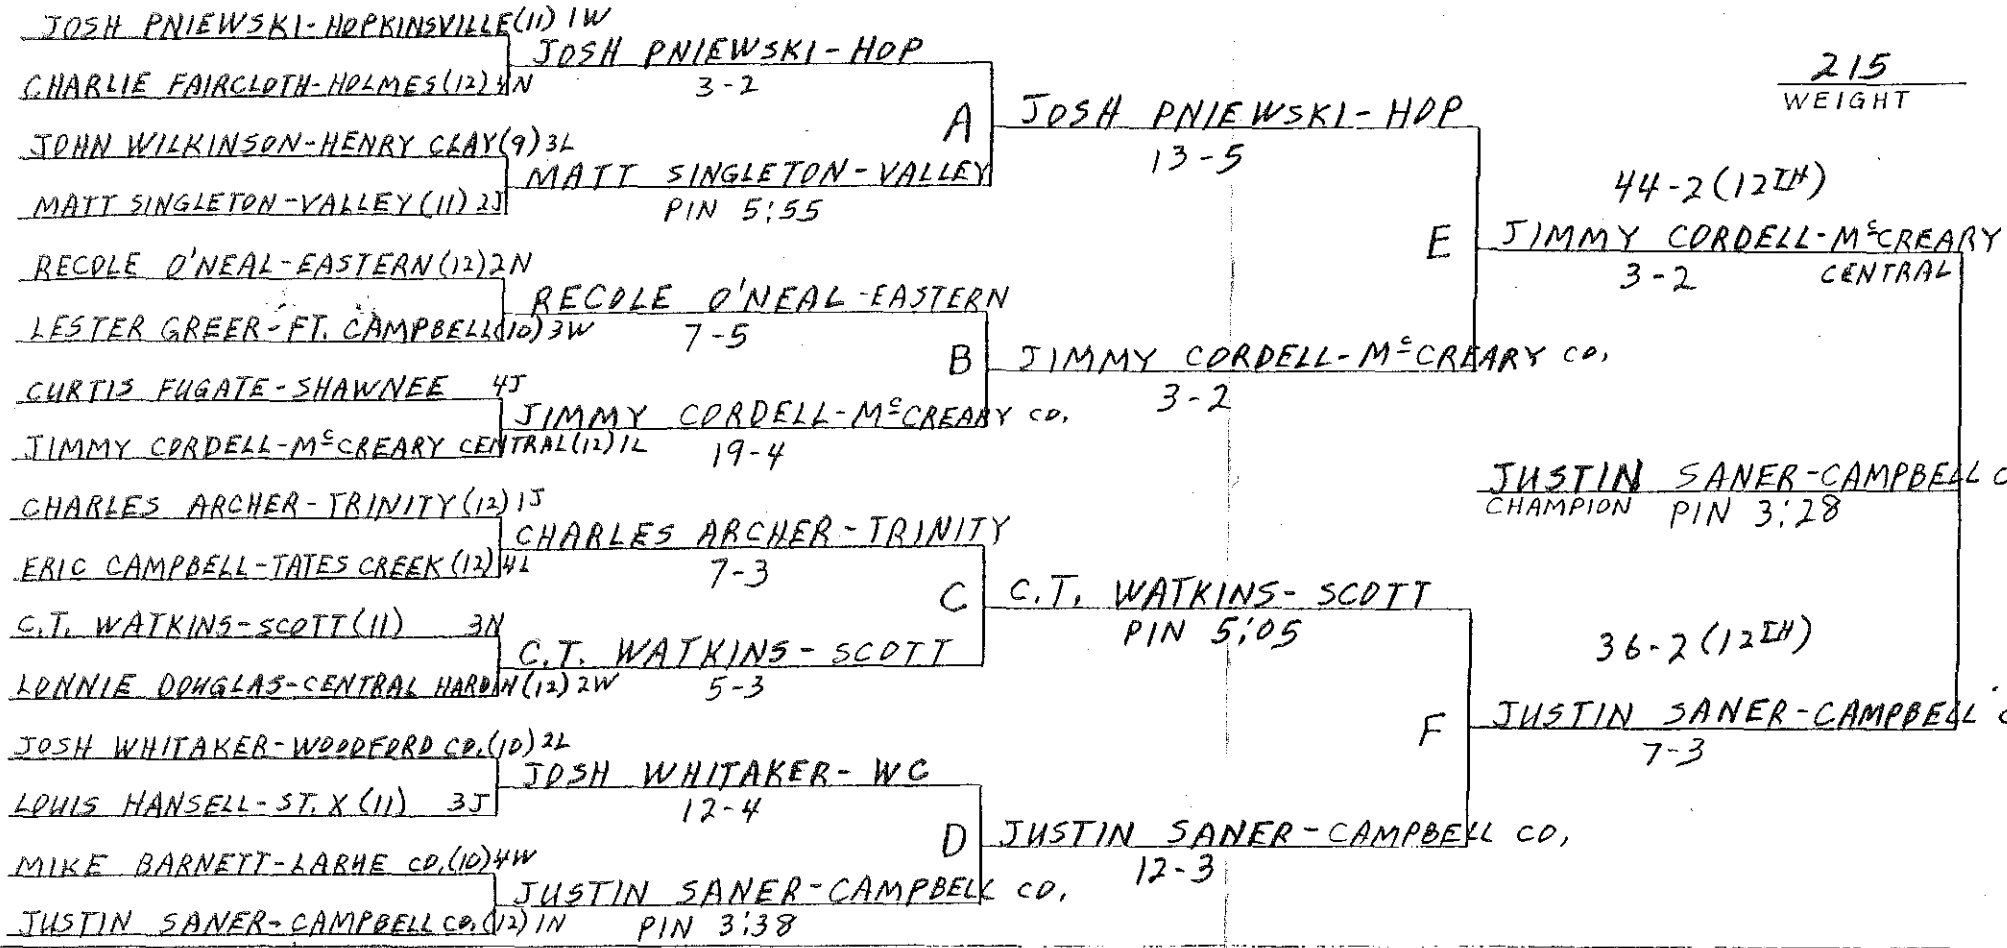 JOSH PNIEWSKI-HOPKINSVILLE(11) 1W
JOSH PNIEWSKI-HOP
3-2
CHARLIE FAIRCLOTH-HOLMES(12) 4N
215
WEIGHT
A
JOSH PNIEWSKI-HOP
13-5
JOHN WILKINSON-HENRY CLAY(9) 3L
MATT SINGLETON-VALLEY
PIN 5:55
MATT SINGLETON-VALLEY(11) 2J
44-2 (12TH)
E
JIMMY CORDELL-McCREARY
CENTRAL
3-2
RECOLE O'NEAL-EASTERN(12) 2N
RECOLE O'NEAL-EASTERN
7-5
LESTER GREER-FT. CAMPBELL(10) 3W
B
JIMMY CORDELL-McCREARY CO.
3-2
CURTIS FUGATE-SHAWNEE 4J
JIMMY CORDELL-McCREARY CO.
19-4
JIMMY CORDELL-McCREARY CENTRAL(12) 1L
JUSTIN SANER-CAMPBELL C
CHAMPION PIN 3:28
CHARLES ARCHER-TRINITY(12) 1J
CHARLES ARCHER-TRINITY
7-3
ERIC CAMPBELL-TATES CREEK(12) 4L
C
C.T. WATKINS-SCOTT
PIN 5:05
C.T. WATKINS-SCOTT(11) 3N
C.T. WATKINS-SCOTT
5-3
LONNIE DOUGLAS-CENTRAL HARDIN(12) 2W
36-2 (12TH)
F
JUSTIN SANER-CAMPBELL C
7-3
JOSH WHITAKER-WOODFORD CO.(10) 2L
JOSH WHITAKER-WC
12-4
LOUIS HANSELL-ST. X(11) 3J
D
JUSTIN SANER-CAMPBELL CO.
12-3
MIKE BARNETT-LARUE CO.(10) 4W
JUSTIN SANER-CAMPBELL CO.
PIN 3:38
JUSTIN SANER-CAMPBELL CO.(12) 1N